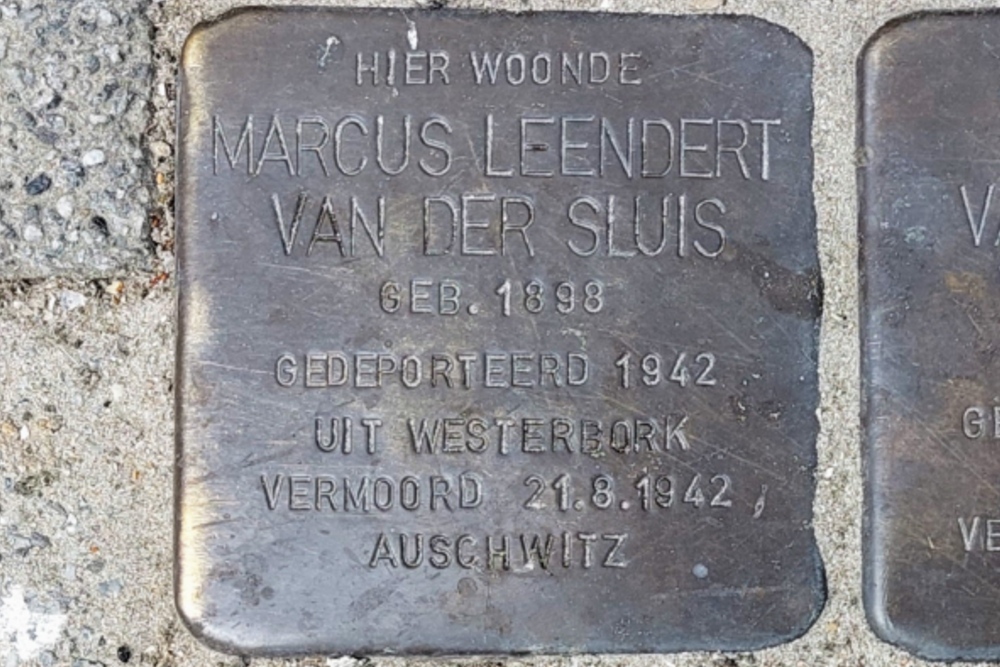 HIER WOONDE
MARCUS LEENDERT
VAN DER SLUIS
GEB. 1898
GEDEPORTEERD 1942
UIT WESTERBORK
VERMOORD 21.8.1942
AUSCHWITZ